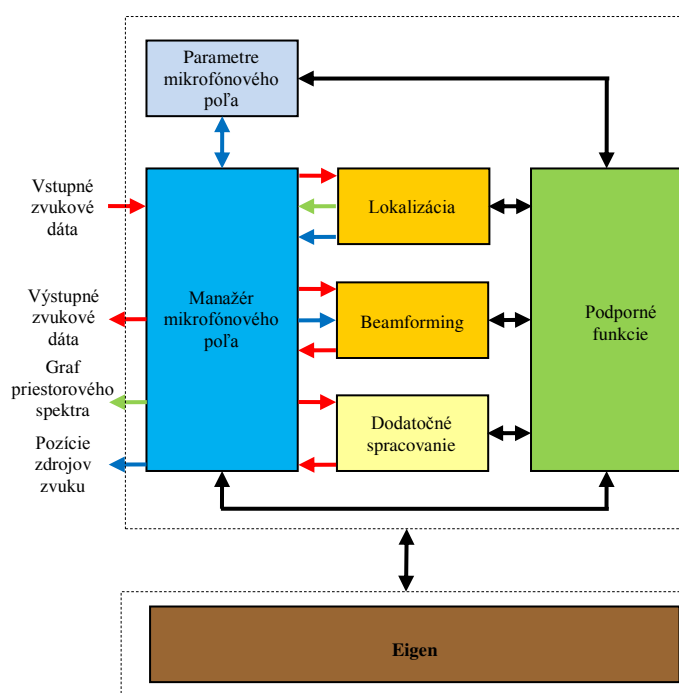 Parametre
mikrofónového
poľa
Vstupné
zvukové
dáta
Lokalizácia
Výstupné
zvukové
dáta
Manažér
mikrofónového
poľa
Beamforming
Podporné
funkcie
Graf
priestorového
spektra
Dodatočné
spracovanie
Pozície
zdrojov
zvuku
Eigen